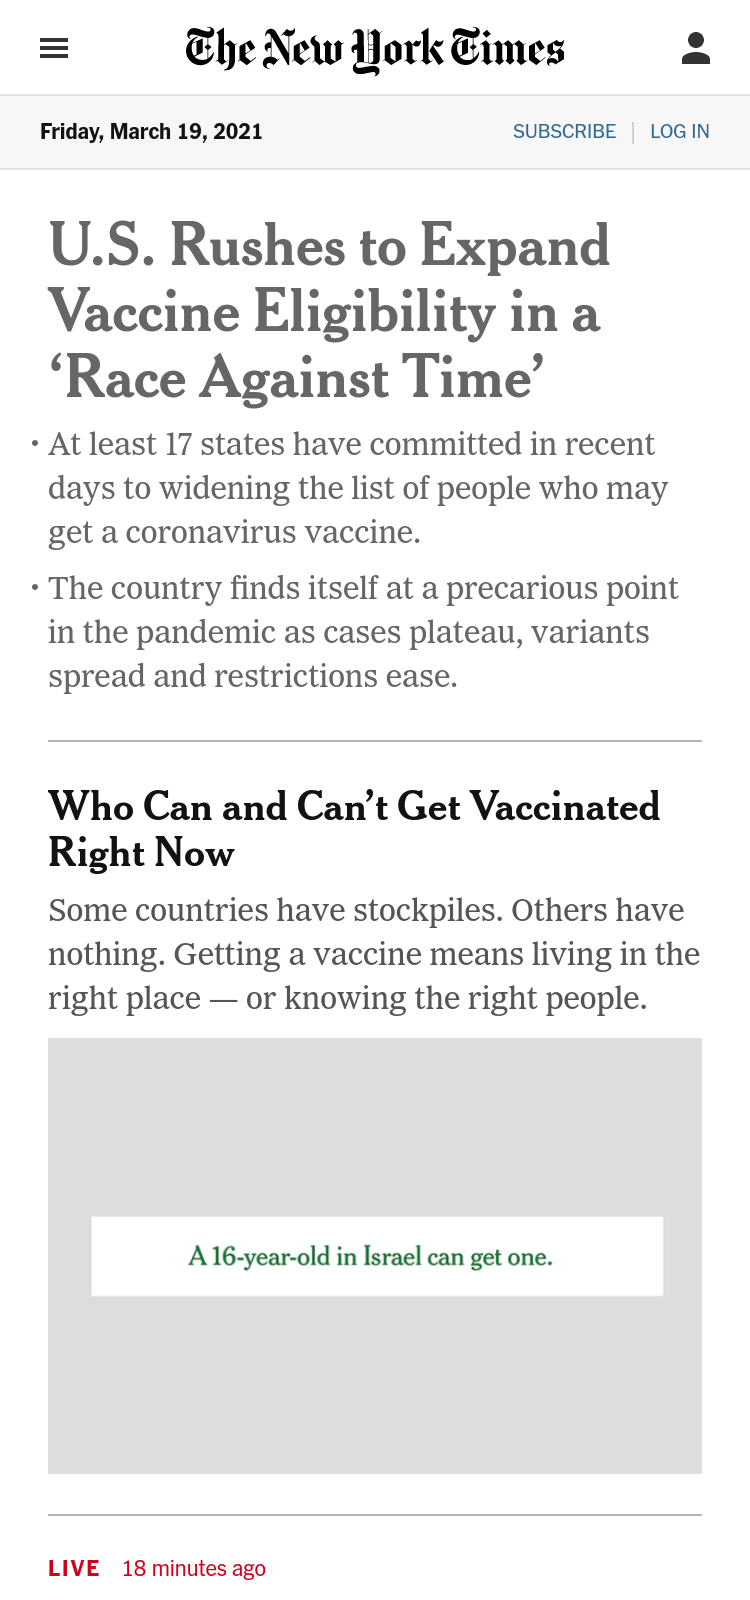 The New York Times
Friday, March 19, 2021
SUBSCRIBE | LOG IN
U.S. Rushes to Expand
Vaccine Eligibility in a
‘Race Against Time’
• At least 17 states have committed in recent
days to widening the list of people who may
get a coronavirus vaccine.
• The country finds itself at a precarious point
in the pandemic as cases plateau, variants
spread and restrictions ease.
Who Can and Can’t Get Vaccinated
Right Now
Some countries have stockpiles. Others have
nothing. Getting a vaccine means living in the
right place — or knowing the right people.
A 16-year-old in Israel can get one.
LIVE 18 minutes ago